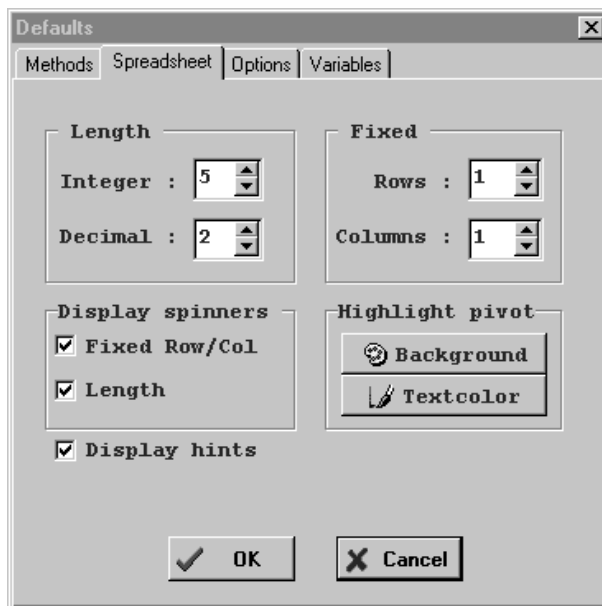 Defaults
Methods Spreadsheet Options Variables
Length
Integer : 5
Decimal : 2
Fixed
Rows : 1
Columns : 1
Display spinners
Fixed Row/Col
Length
Highlight pivot
Background
Textcolor
Display hints
OK Cancel